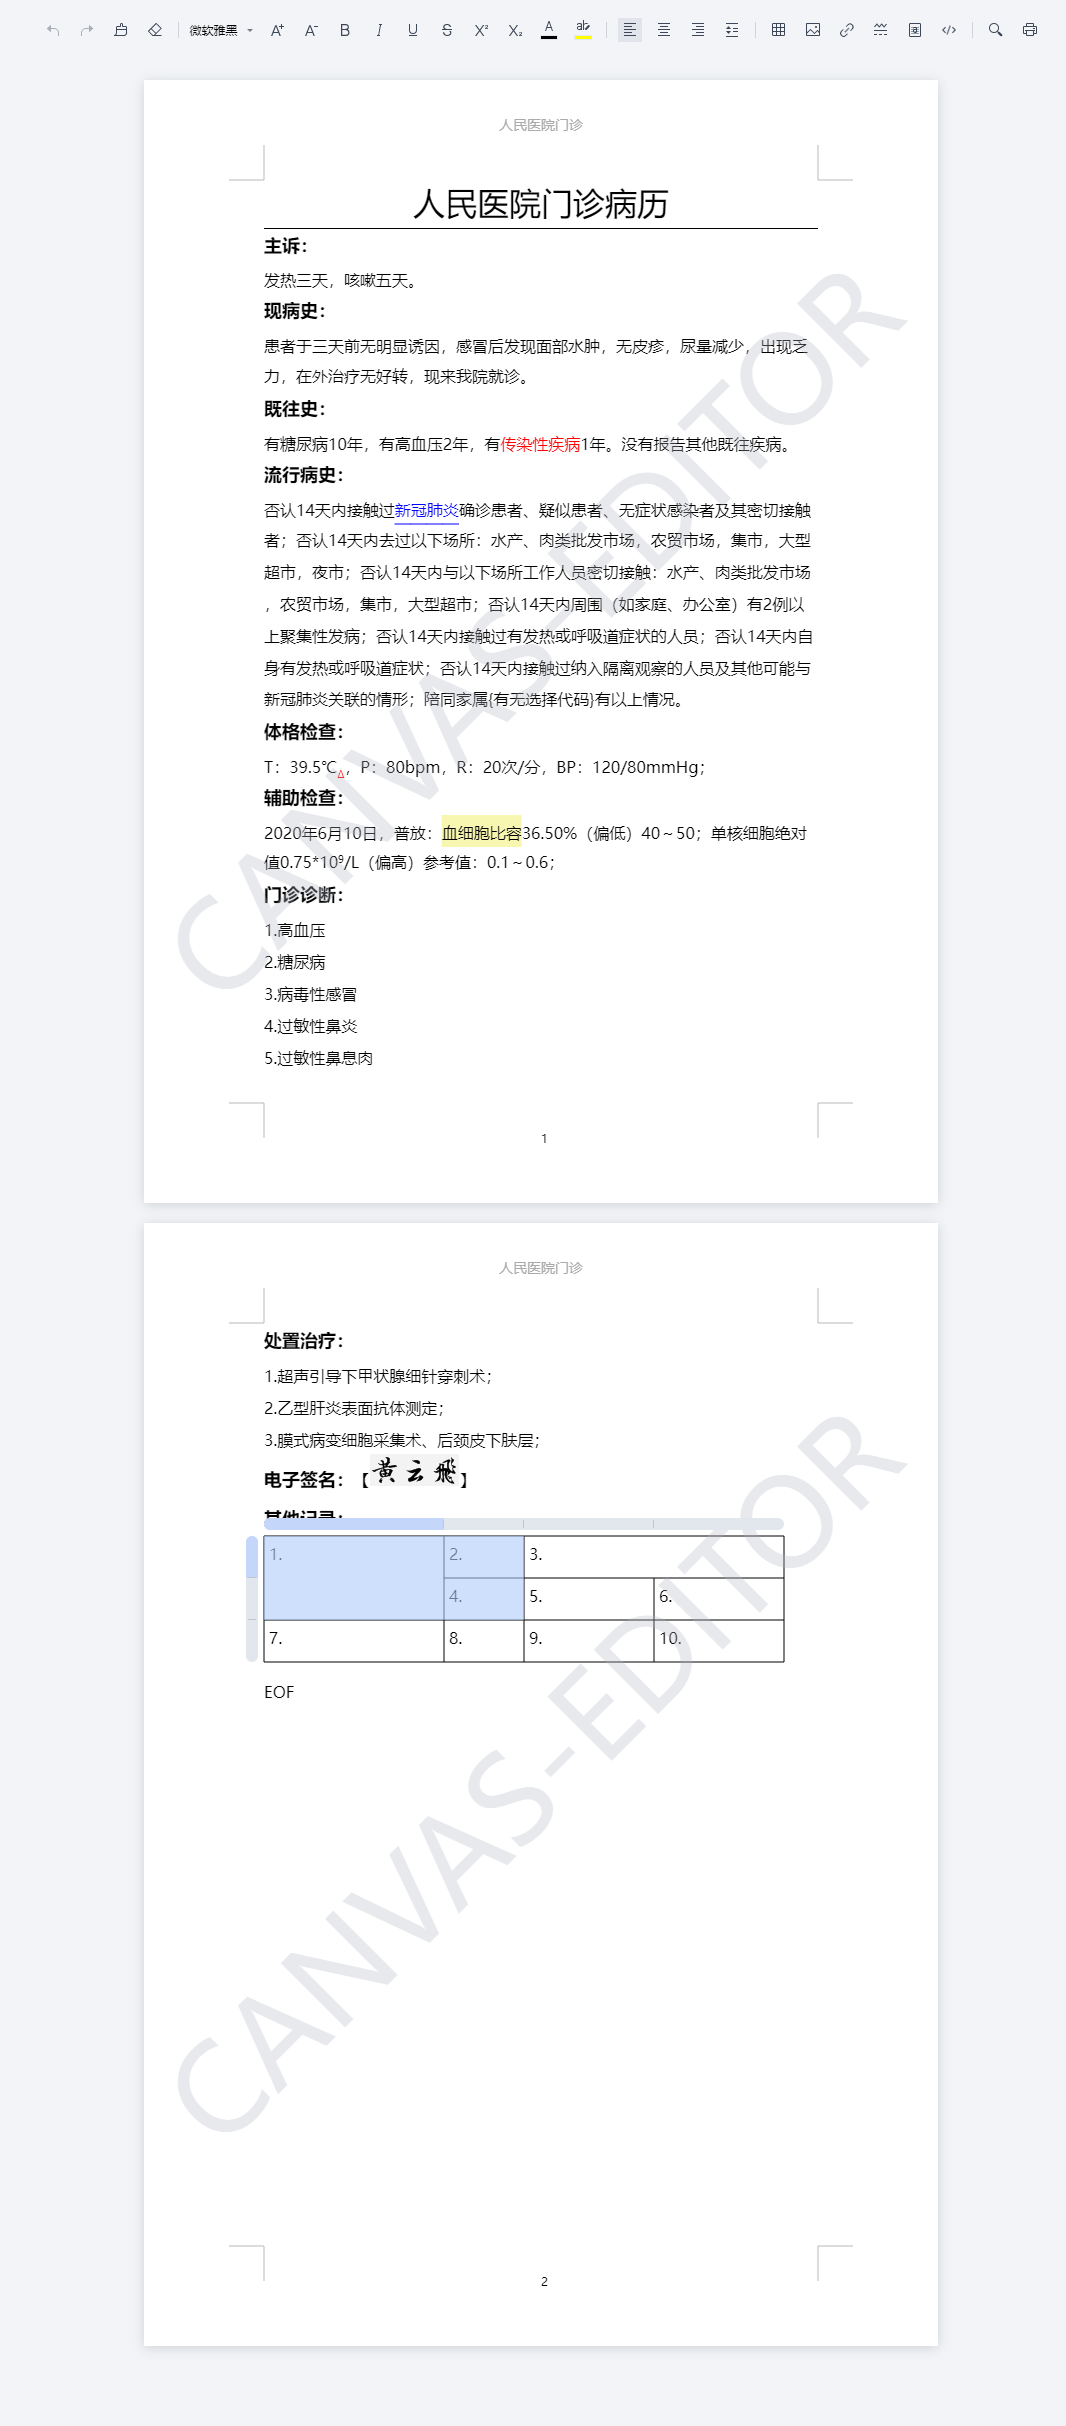 微软雅黑
人民医院门诊
人民医院门诊病历
主诉：
发热三天，咳嗽五天。
现病史：
患者于三天前无明显诱因，感冒后发现面部水肿，无皮疹，尿量减少，出现乏
力，在外治疗无好转，现来我院就诊。
既往史：
有糖尿病10年，有高血压2年，有传染性疾病1年。没有报告其他既往疾病。
流行病史：
否认14天内接触过新冠肺炎确诊患者、疑似患者、无症状感染者及其密切接触
者；否认14天内去过以下场所：水产、肉类批发市场，农贸市场，集市，大型
超市，夜市；否认14天内与以下场所工作人员密切接触：水产、肉类批发市场
，农贸市场，集市，大型超市；否认14天内周围（如家庭、办公室）有2例以
上聚集性发病；否认14天内接触过有发热或呼吸道症状的人员；否认14天内自
身有发热或呼吸道症状；否认14天内接触过纳入隔离观察的人员及其他可能与
新冠肺炎关联的情形；陪同家属{有无选择代码}有以上情况。
体格检查：
T：39.5℃Δ，P：80bpm，R：20次/分，BP：120/80mmHg；
辅助检查：
2020年6月10日，普放：血细胞比容36.50%（偏低）40～50；单核细胞绝对
值0.75*10⁹/L（偏高）参考值：0.1～0.6；
门诊诊断：
1.高血压
2.糖尿病
3.病毒性感冒
4.过敏性鼻炎
5.过敏性鼻息肉
CANVAS-EDITOR
1
人民医院门诊
处置治疗：
1.超声引导下甲状腺细针穿刺术；
2.乙型肝炎表面抗体测定；
3.膜式病变细胞采集术、后颈皮下肤层；
电子签名：【黄云飛】
其他记录：
1. 2. 3.
4. 5. 6.
7. 8. 9. 10.
EOF
CANVAS-EDITOR
2